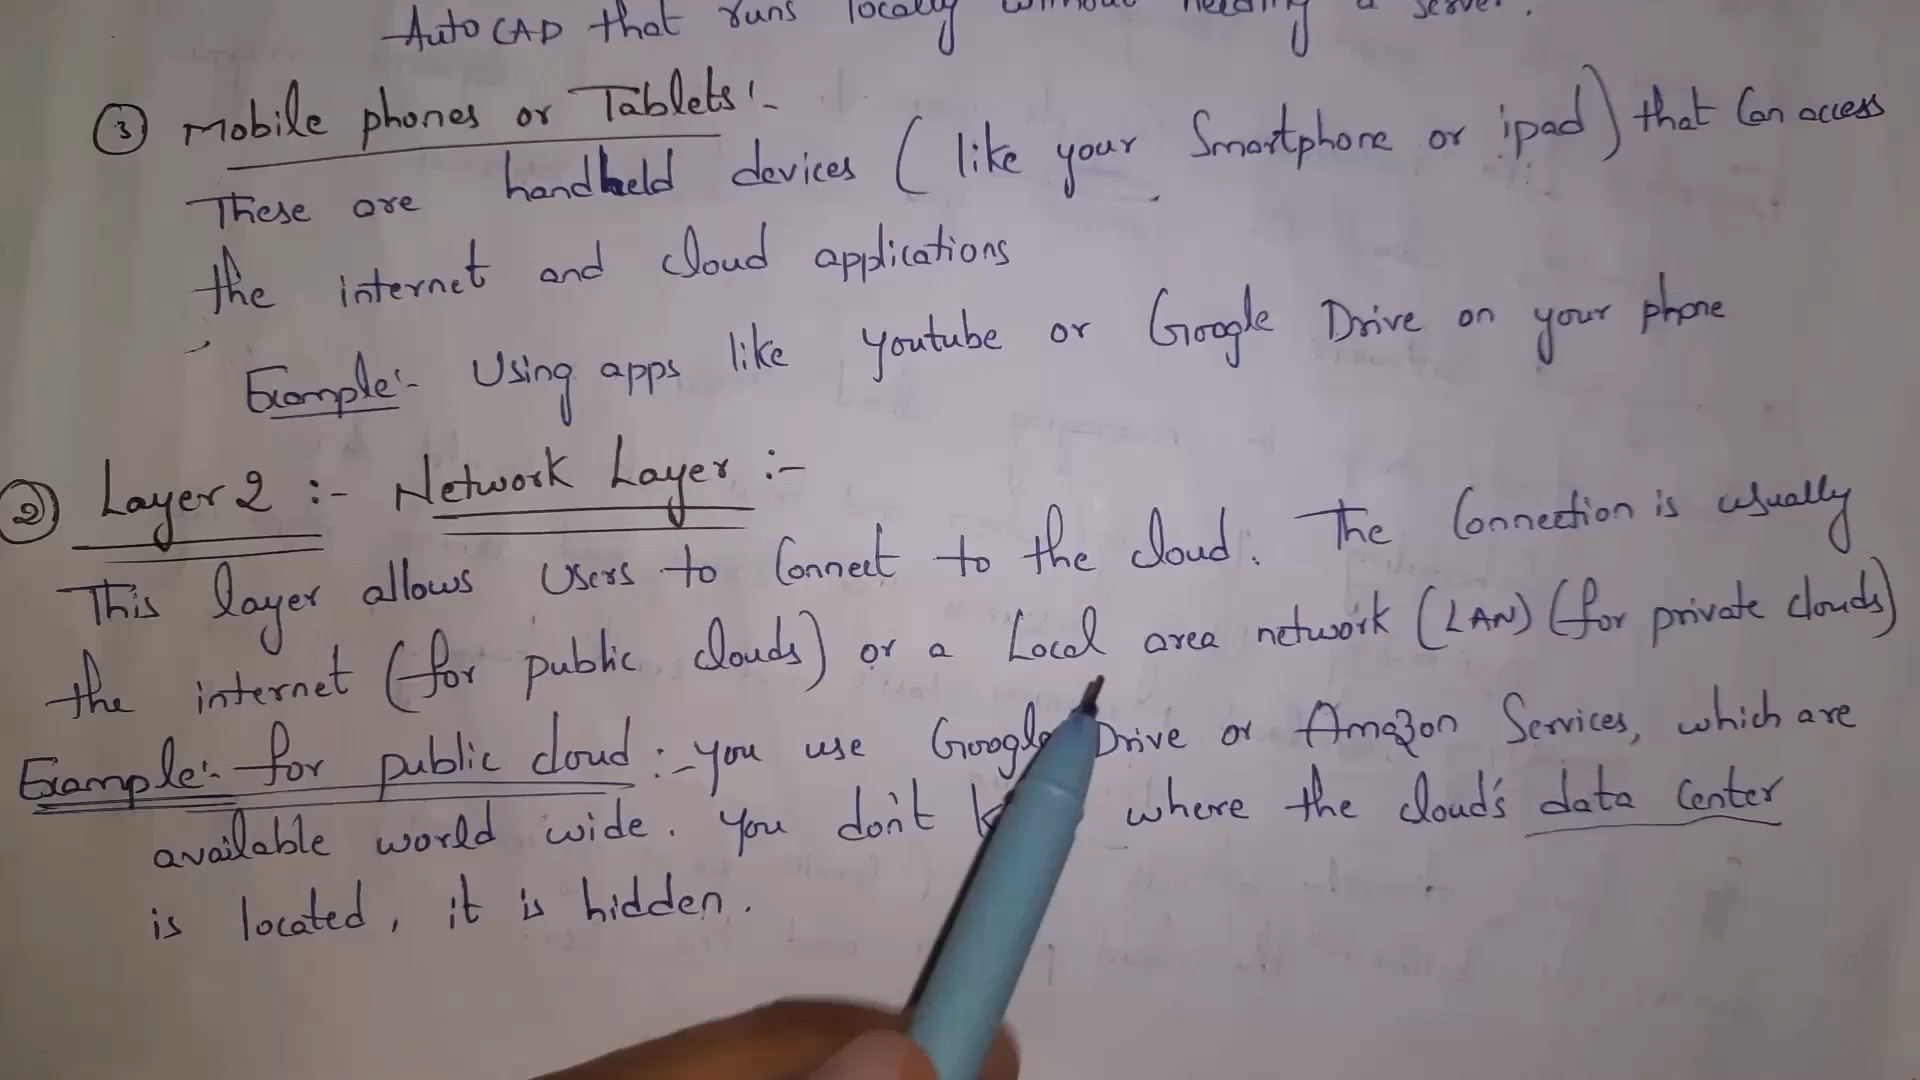 AutoCAD that runs locally without needing a server.
③ Mobile phones or Tablets:-
These are handheld devices (like your Smartphone or ipad) that Can access
the internet and cloud applications
Example:- Using apps like youtube or Google Drive on your phone
② Layer 2 :- Network Layer :-
This layer allows Users to Connect to the cloud. The Connection is usually
the internet (for public clouds) or a Local area network (LAN) (for private clouds)
Example:- for public cloud :- you use Google Drive or Amazon Services, which are
available world wide. you don't where the cloud's data Center
is located, it is hidden.